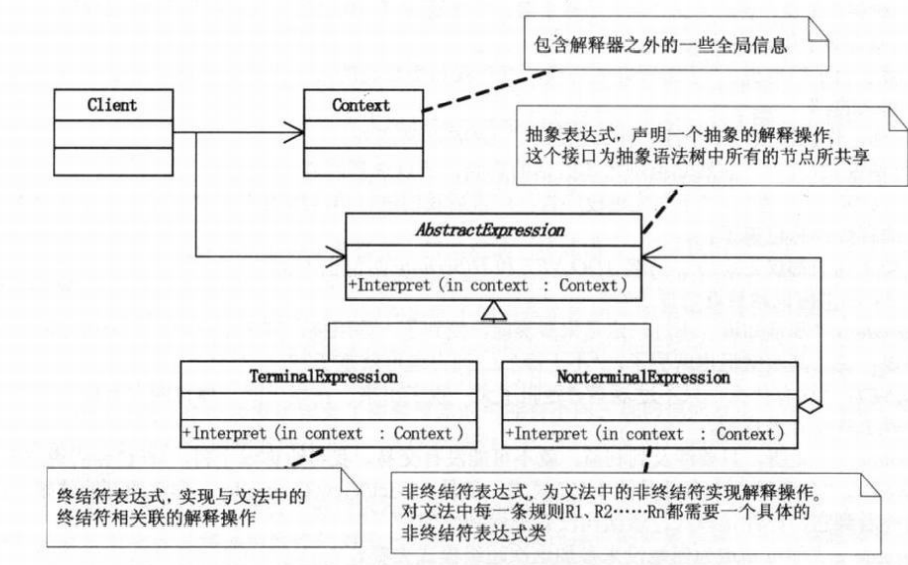 包含解释器之外的一些全局信息
Client
Context
抽象表达式，声明一个抽象的解释操作，
这个接口为抽象语法树中所有的节点所共享
AbstractExpression
+Interpret(in context : Context)
TerminalExpression
NonterminalExpression
+Interpret(in context : Context)
+Interpret(in context : Context)
终结符表达式，实现与文法中的
终结符相关联的解释操作
非终结符表达式，为文法中的非终结符实现解释操作。
对文法中每一条规则R1、R2……Rn都需要一个具体的
非终结符表达式类